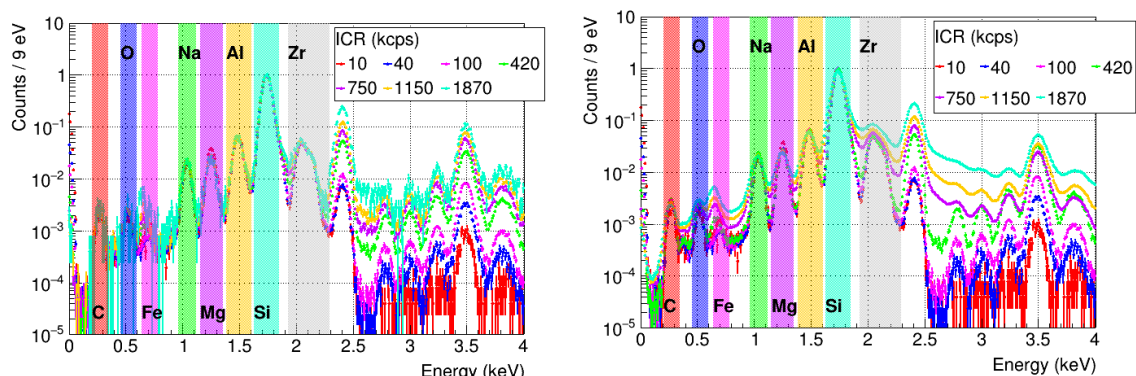 Counts / 9 eV
10
1
10⁻¹
10⁻²
10⁻³
10⁻⁴
10⁻⁵
O Na Al Zr
ICR (kcps)
10 40 100 420
750 1150 1870
C Fe Mg Si
0 0.5 1 1.5 2 2.5 3 3.5 4
Energy (keV)
Counts / 9 eV
10
1
10⁻¹
10⁻²
10⁻³
10⁻⁴
10⁻⁵
O Na Al Zr
ICR (kcps)
10 40 100 420
750 1150 1870
C Fe Mg Si
0 0.5 1 1.5 2 2.5 3 3.5 4
Energy (keV)